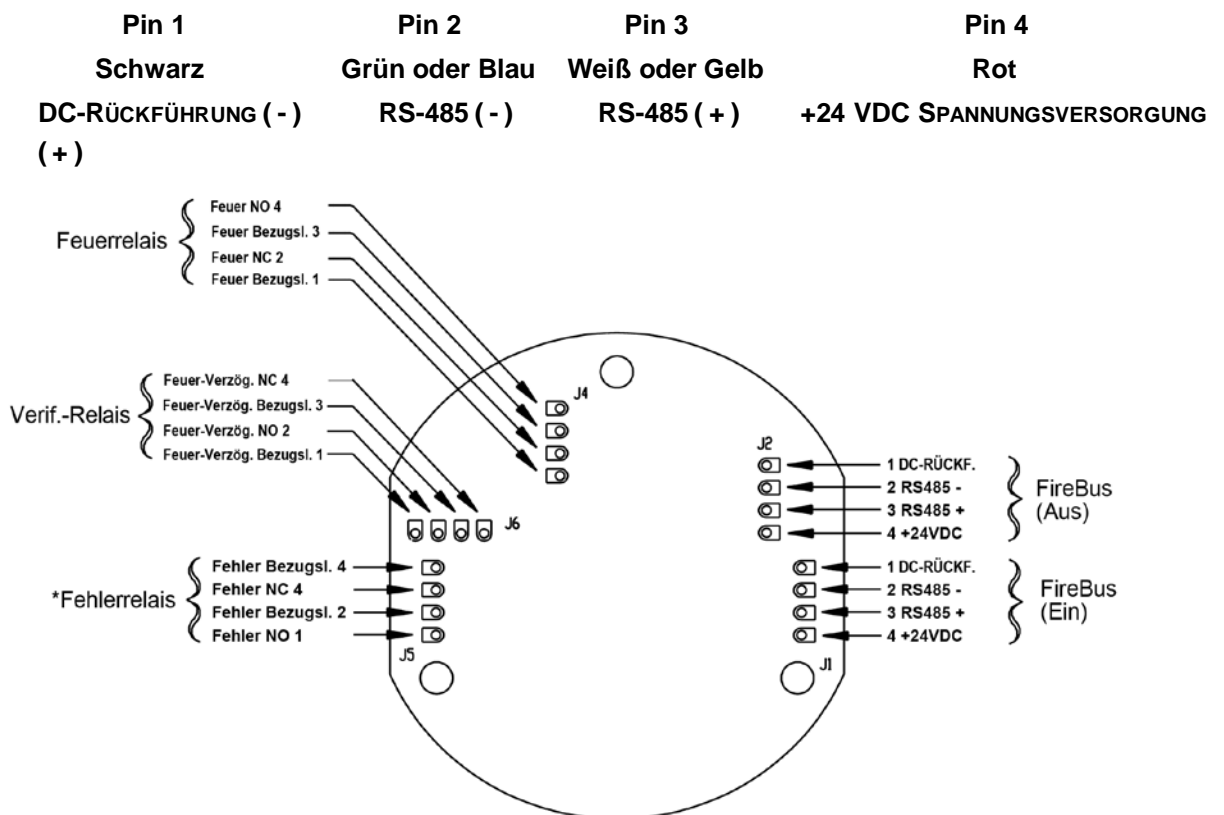 Pin 1 Pin 2 Pin 3 Pin 4
Schwarz Grün oder Blau Weiß oder Gelb Rot
DC-RÜCKFÜHRUNG ( - ) RS-485 ( - ) RS-485 ( + ) +24 VDC SPANNUNGSVERSORGUNG
( + )
Feuerrelais
Feuer NO 4
Feuer Bezugsl. 3
Feuer NC 2
Feuer Bezugsl. 1
J4
Verif.-Relais
Feuer-Verzög. NC 4
Feuer-Verzög. Bezugsl. 3
Feuer-Verzög. NO 2
Feuer-Verzög. Bezugsl. 1
J6
J2
1 DC-RÜCKF.
2 RS485 -
3 RS485 +
4 +24VDC
FireBus
(Aus)
*Fehlerrelais
Fehler Bezugsl. 4
Fehler NC 4
Fehler Bezugsl. 2
Fehler NO 1
J5
1 DC-RÜCKF.
2 RS485 -
3 RS485 +
4 +24VDC
FireBus
(Ein)
J1